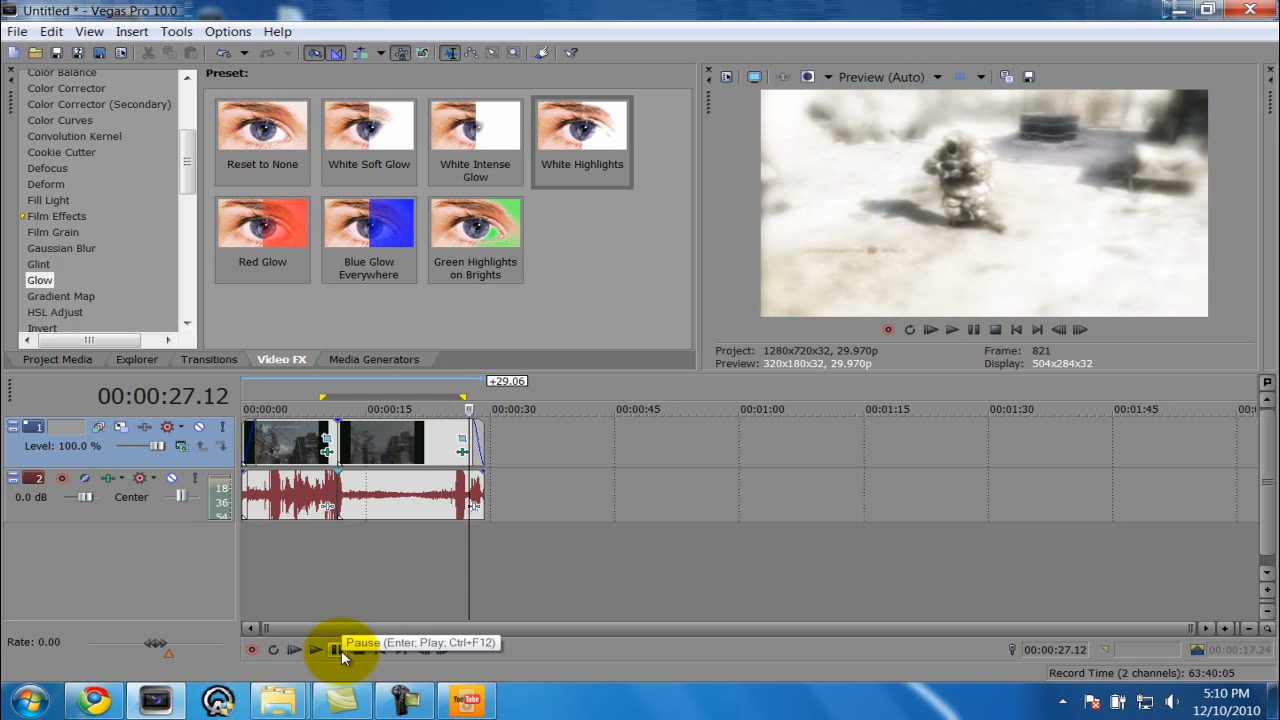 Untitled * - Vegas Pro 10.0
File Edit View Insert Tools Options Help
Color Balance
Color Corrector
Color Corrector (Secondary)
Color Curves
Convolution Kernel
Cookie Cutter
Defocus
Deform
Fill Light
Film Effects
Film Grain
Gaussian Blur
Glint
Glow
Gradient Map
HSL Adjust
Invert
Preset:
Reset to None
White Soft Glow
White Intense
Glow
White Highlights
Red Glow
Blue Glow
Everywhere
Green Highlights
on Brights
Project Media Explorer Transitions Video FX Media Generators
Preview (Auto)
Project: 1280x720x32, 29.970p Frame: 821
Preview: 320x180x32, 29.970p Display: 504x284x32
00:00:27.12
+29.06
00:00:00 00:00:15 00:00:30 00:00:45 00:01:00 00:01:15 00:01:30 00:01:45 00:0
1
Level: 100.0 %
2
0.0 dB Center
18
36
54
Rate: 0.00
Pause (Enter; Play; Ctrl+F12)
00:00:27.12 00:00:17.24
Record Time (2 channels): 63:40:05
You
Tube
5:10 PM
12/10/2010